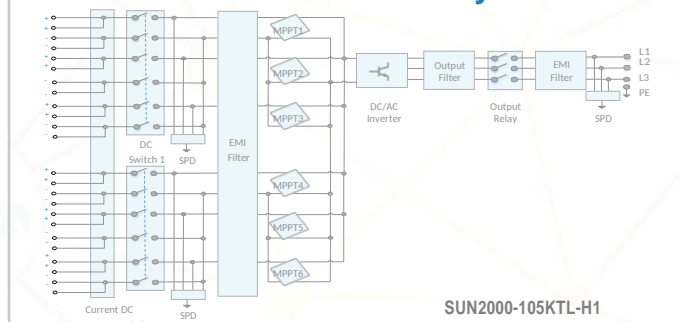 MPPT1
L1
L2
MPPT2
Output
Filter
EMI
Filter
L3
PE
DC/AC
Inverter
Output
Relay
SPD
MPPT3
DC
Switch 1
SPD
EMI
Filter
MPPT4
MPPT5
MPPT6
Current DC
SPD
SUN2000-105KTL-H1